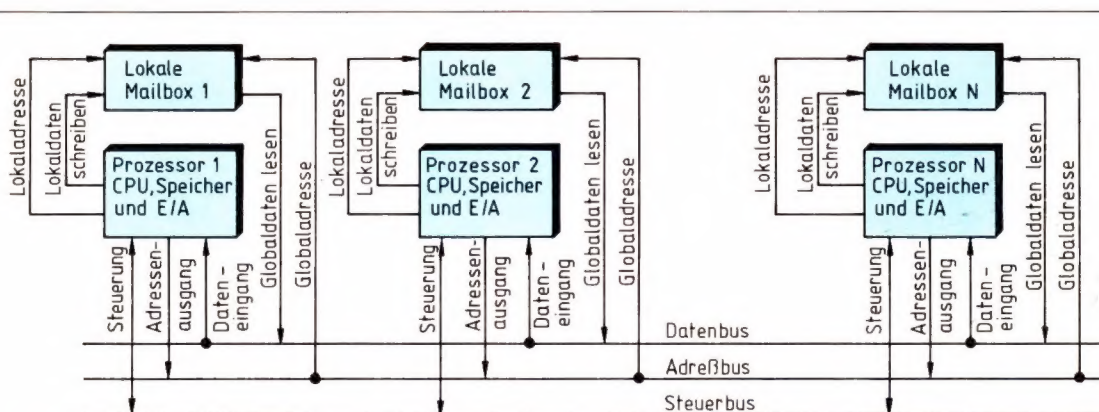 Lokaladresse
Lokaldaten
schreiben
Lokale
Mailbox 1
Prozessor 1
CPU, Speicher
und E/A
Steuerung
Adressen-
ausgang
Daten-
eingang
Globaldaten lesen
Globaladresse
Lokaladresse
Lokaldaten
schreiben
Lokale
Mailbox 2
Prozessor 2
CPU, Speicher
und E/A
Steuerung
Adressen-
ausgang
Daten-
eingang
Globaldaten lesen
Globaladresse
Lokaladresse
Lokaldaten
schreiben
Lokale
Mailbox N
Prozessor N
CPU, Speicher
und E/A
Steuerung
Adressen-
ausgang
Daten-
eingang
Globaldaten lesen
Globaladresse
Datenbus
Adreßbus
Steuerbus